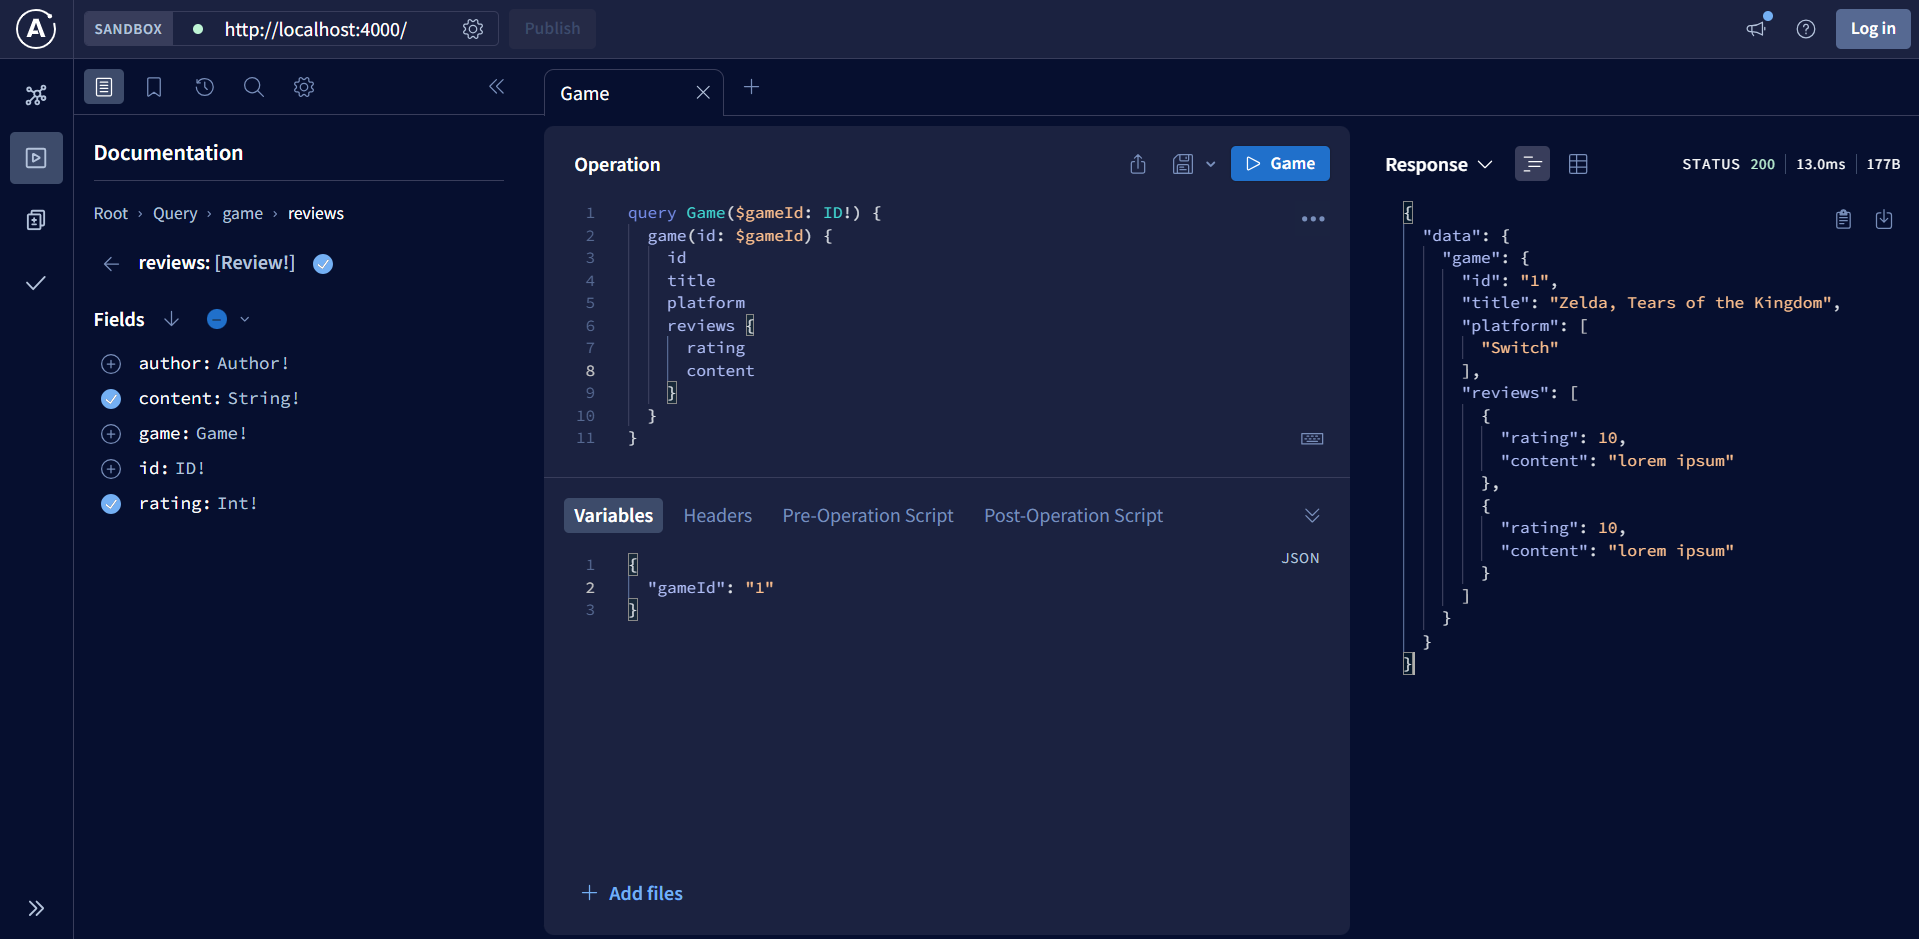 SANDBOX
http://localhost:4000/
Publish
Log in
Documentation
Root › Query › game › reviews
reviews: [Review!]
Fields
author: Author!
content: String!
game: Game!
id: ID!
rating: Int!
Game
Operation
Game
1 query Game($gameId: ID!) {
2 game(id: $gameId) {
3 id
4 title
5 platform
6 reviews {
7 rating
8 content
9 }
10 }
11 }
Variables Headers Pre-Operation Script Post-Operation Script
JSON
1 {
2 "gameId": "1"
3 }
+ Add files
Response
STATUS 200 13.0ms 177B
{
"data": {
"game": {
"id": "1",
"title": "Zelda, Tears of the Kingdom",
"platform": [
"Switch"
],
"reviews": [
{
"rating": 10,
"content": "lorem ipsum"
},
{
"rating": 10,
"content": "lorem ipsum"
}
]
}
}
}